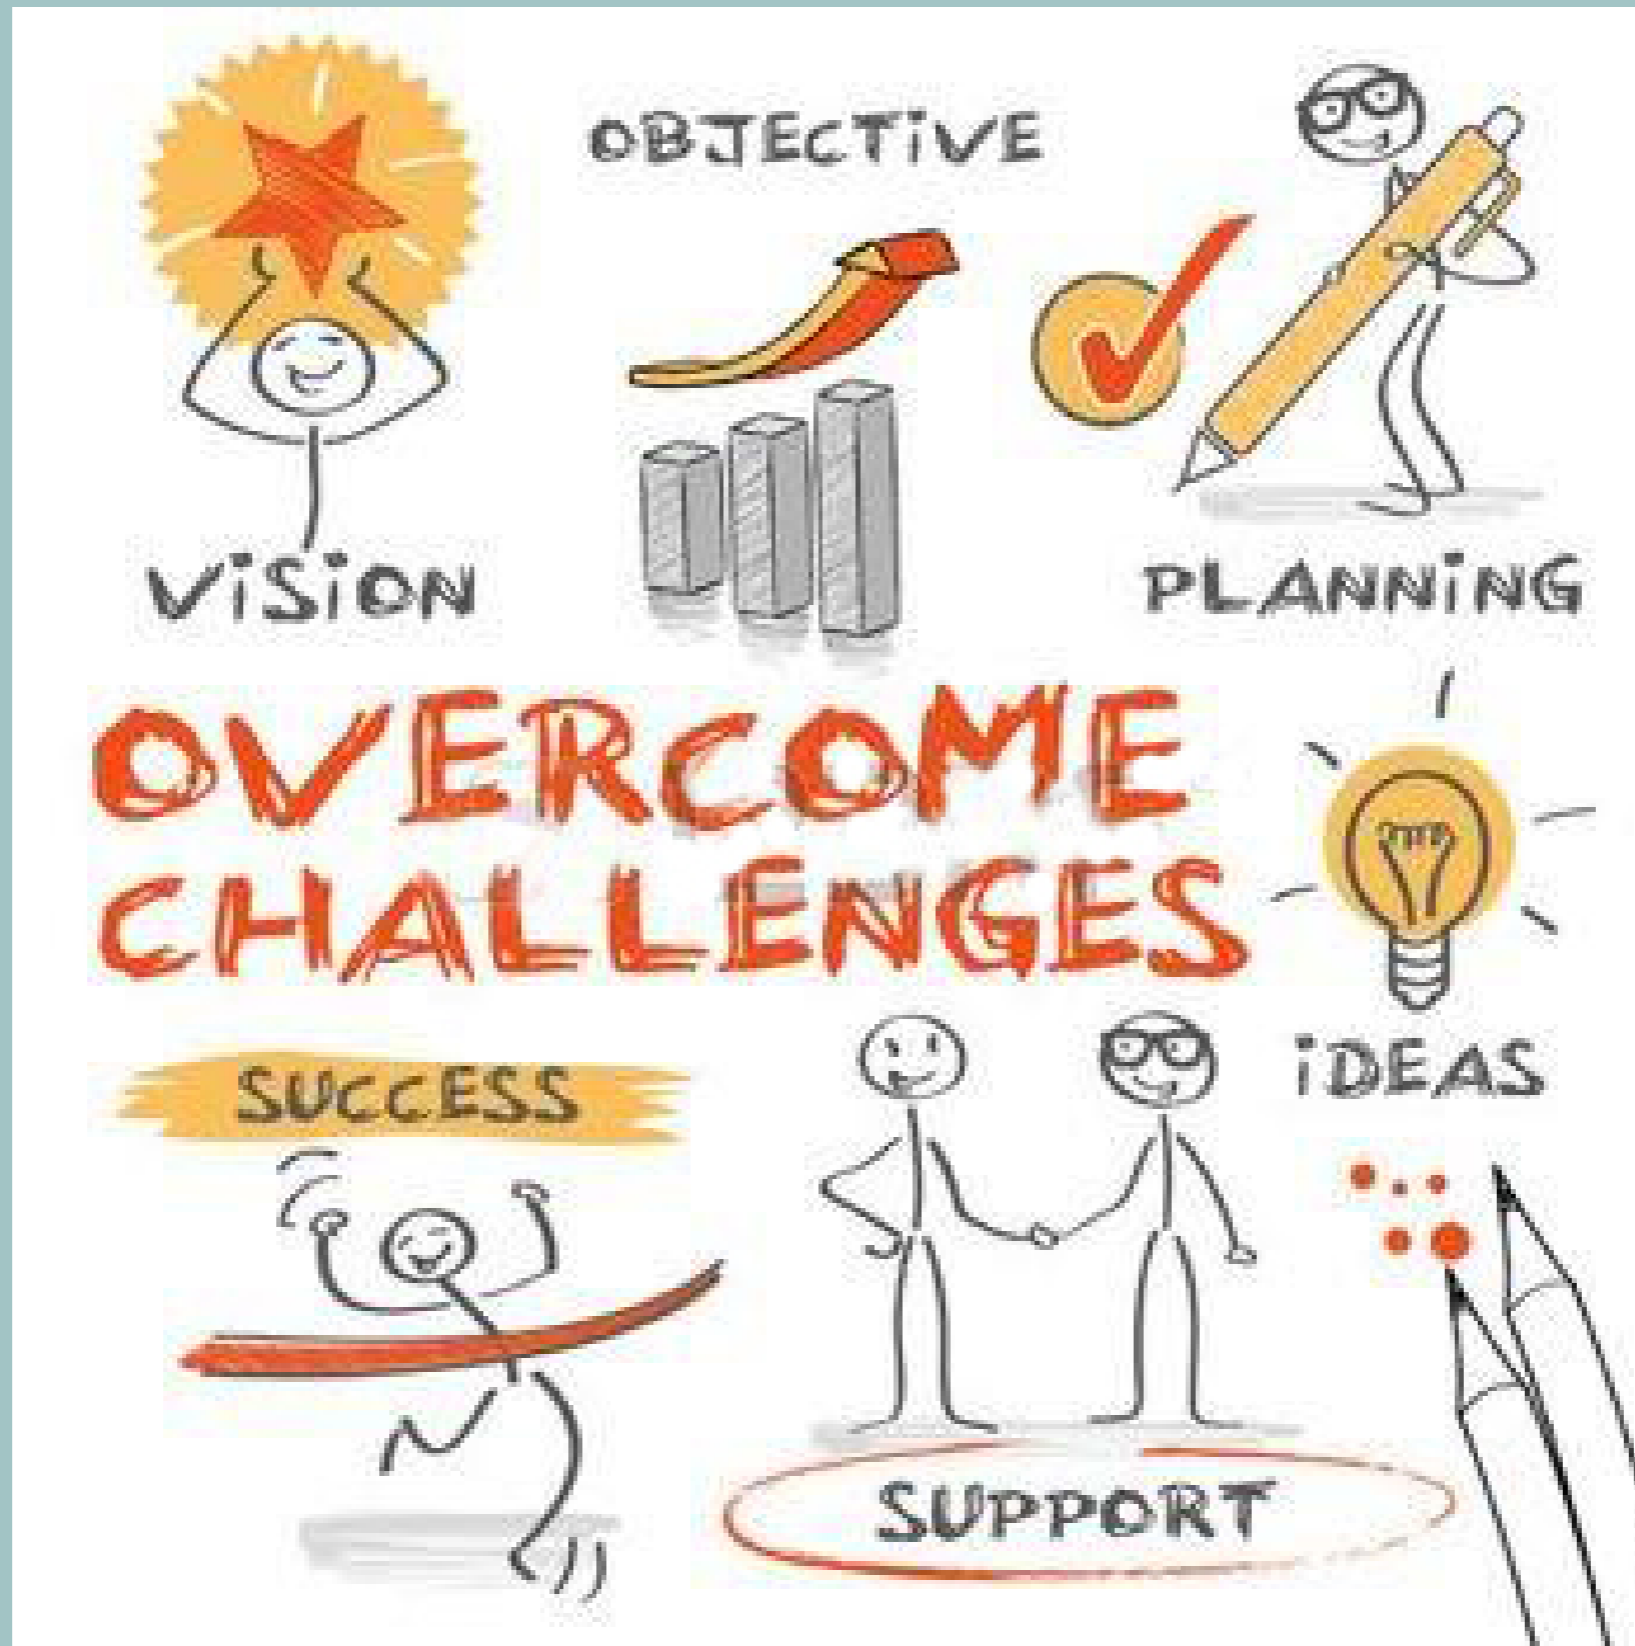 OBJECTIVE
ViSiON
PLANNiNG
OVERCOME
CHALLENGES
iDEAS
SUCCESS
SUPPORT